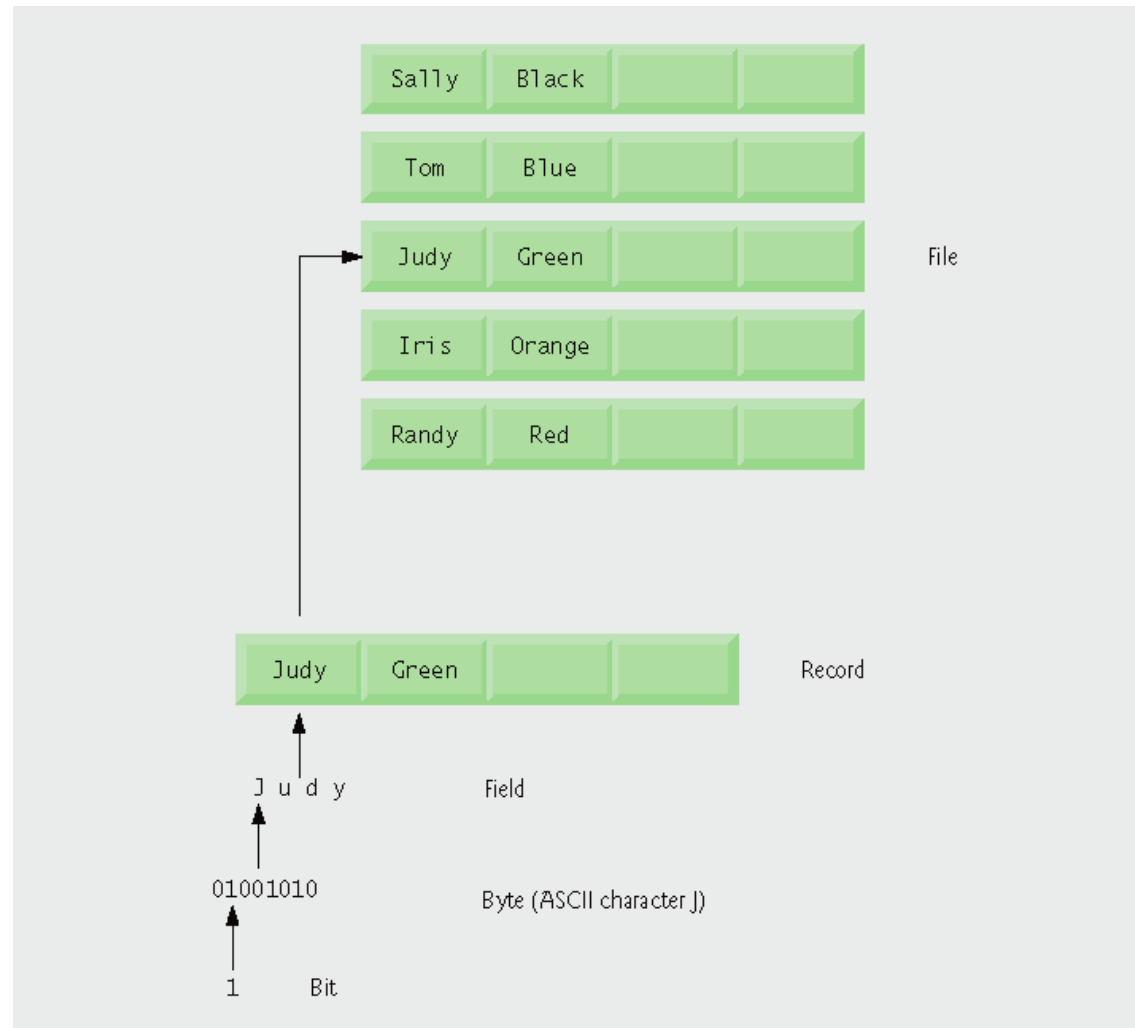 Sally Black
Tom Blue
Judy Green File
Iris Orange
Randy Red
Judy Green Record
J u d y Field
01001010 Byte (ASCII character J)
1 Bit